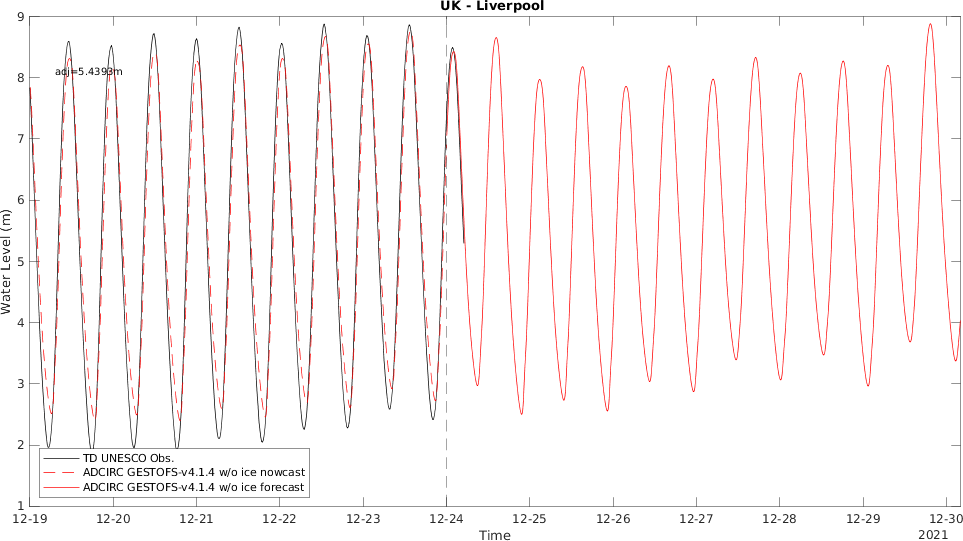 UK - Liverpool
9
8
7
6
5
4
3
2
1
Water Level (m)
adj=5.4393m
TD UNESCO Obs.
ADCIRC GESTOFS-v4.1.4 w/o ice nowcast
ADCIRC GESTOFS-v4.1.4 w/o ice forecast
12-19 12-20 12-21 12-22 12-23 12-24 12-25 12-26 12-27 12-28 12-29 12-30
Time
2021